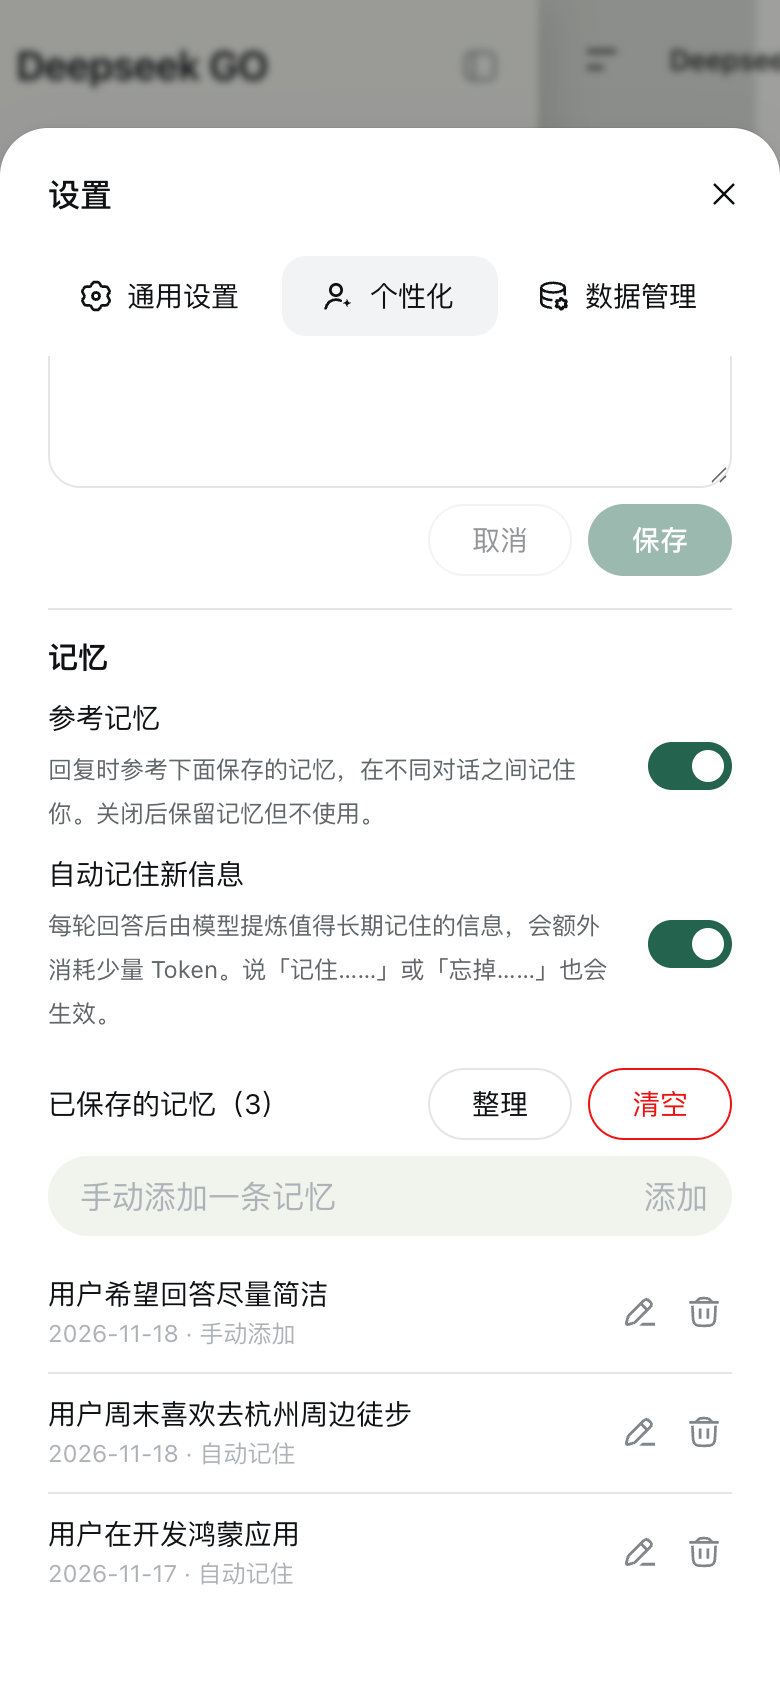 Deepseek GO
Deepsee
设置
通用设置
个性化
数据管理
取消
保存
记忆
参考记忆
回复时参考下面保存的记忆，在不同对话之间记住
你。关闭后保留记忆但不使用。
自动记住新信息
每轮回答后由模型提炼值得长期记住的信息，会额外
消耗少量 Token。说「记住……」或「忘掉……」也会
生效。
已保存的记忆（3）
整理
清空
手动添加一条记忆
添加
用户希望回答尽量简洁
2026-11-18 · 手动添加
用户周末喜欢去杭州周边徒步
2026-11-18 · 自动记住
用户在开发鸿蒙应用
2026-11-17 · 自动记住